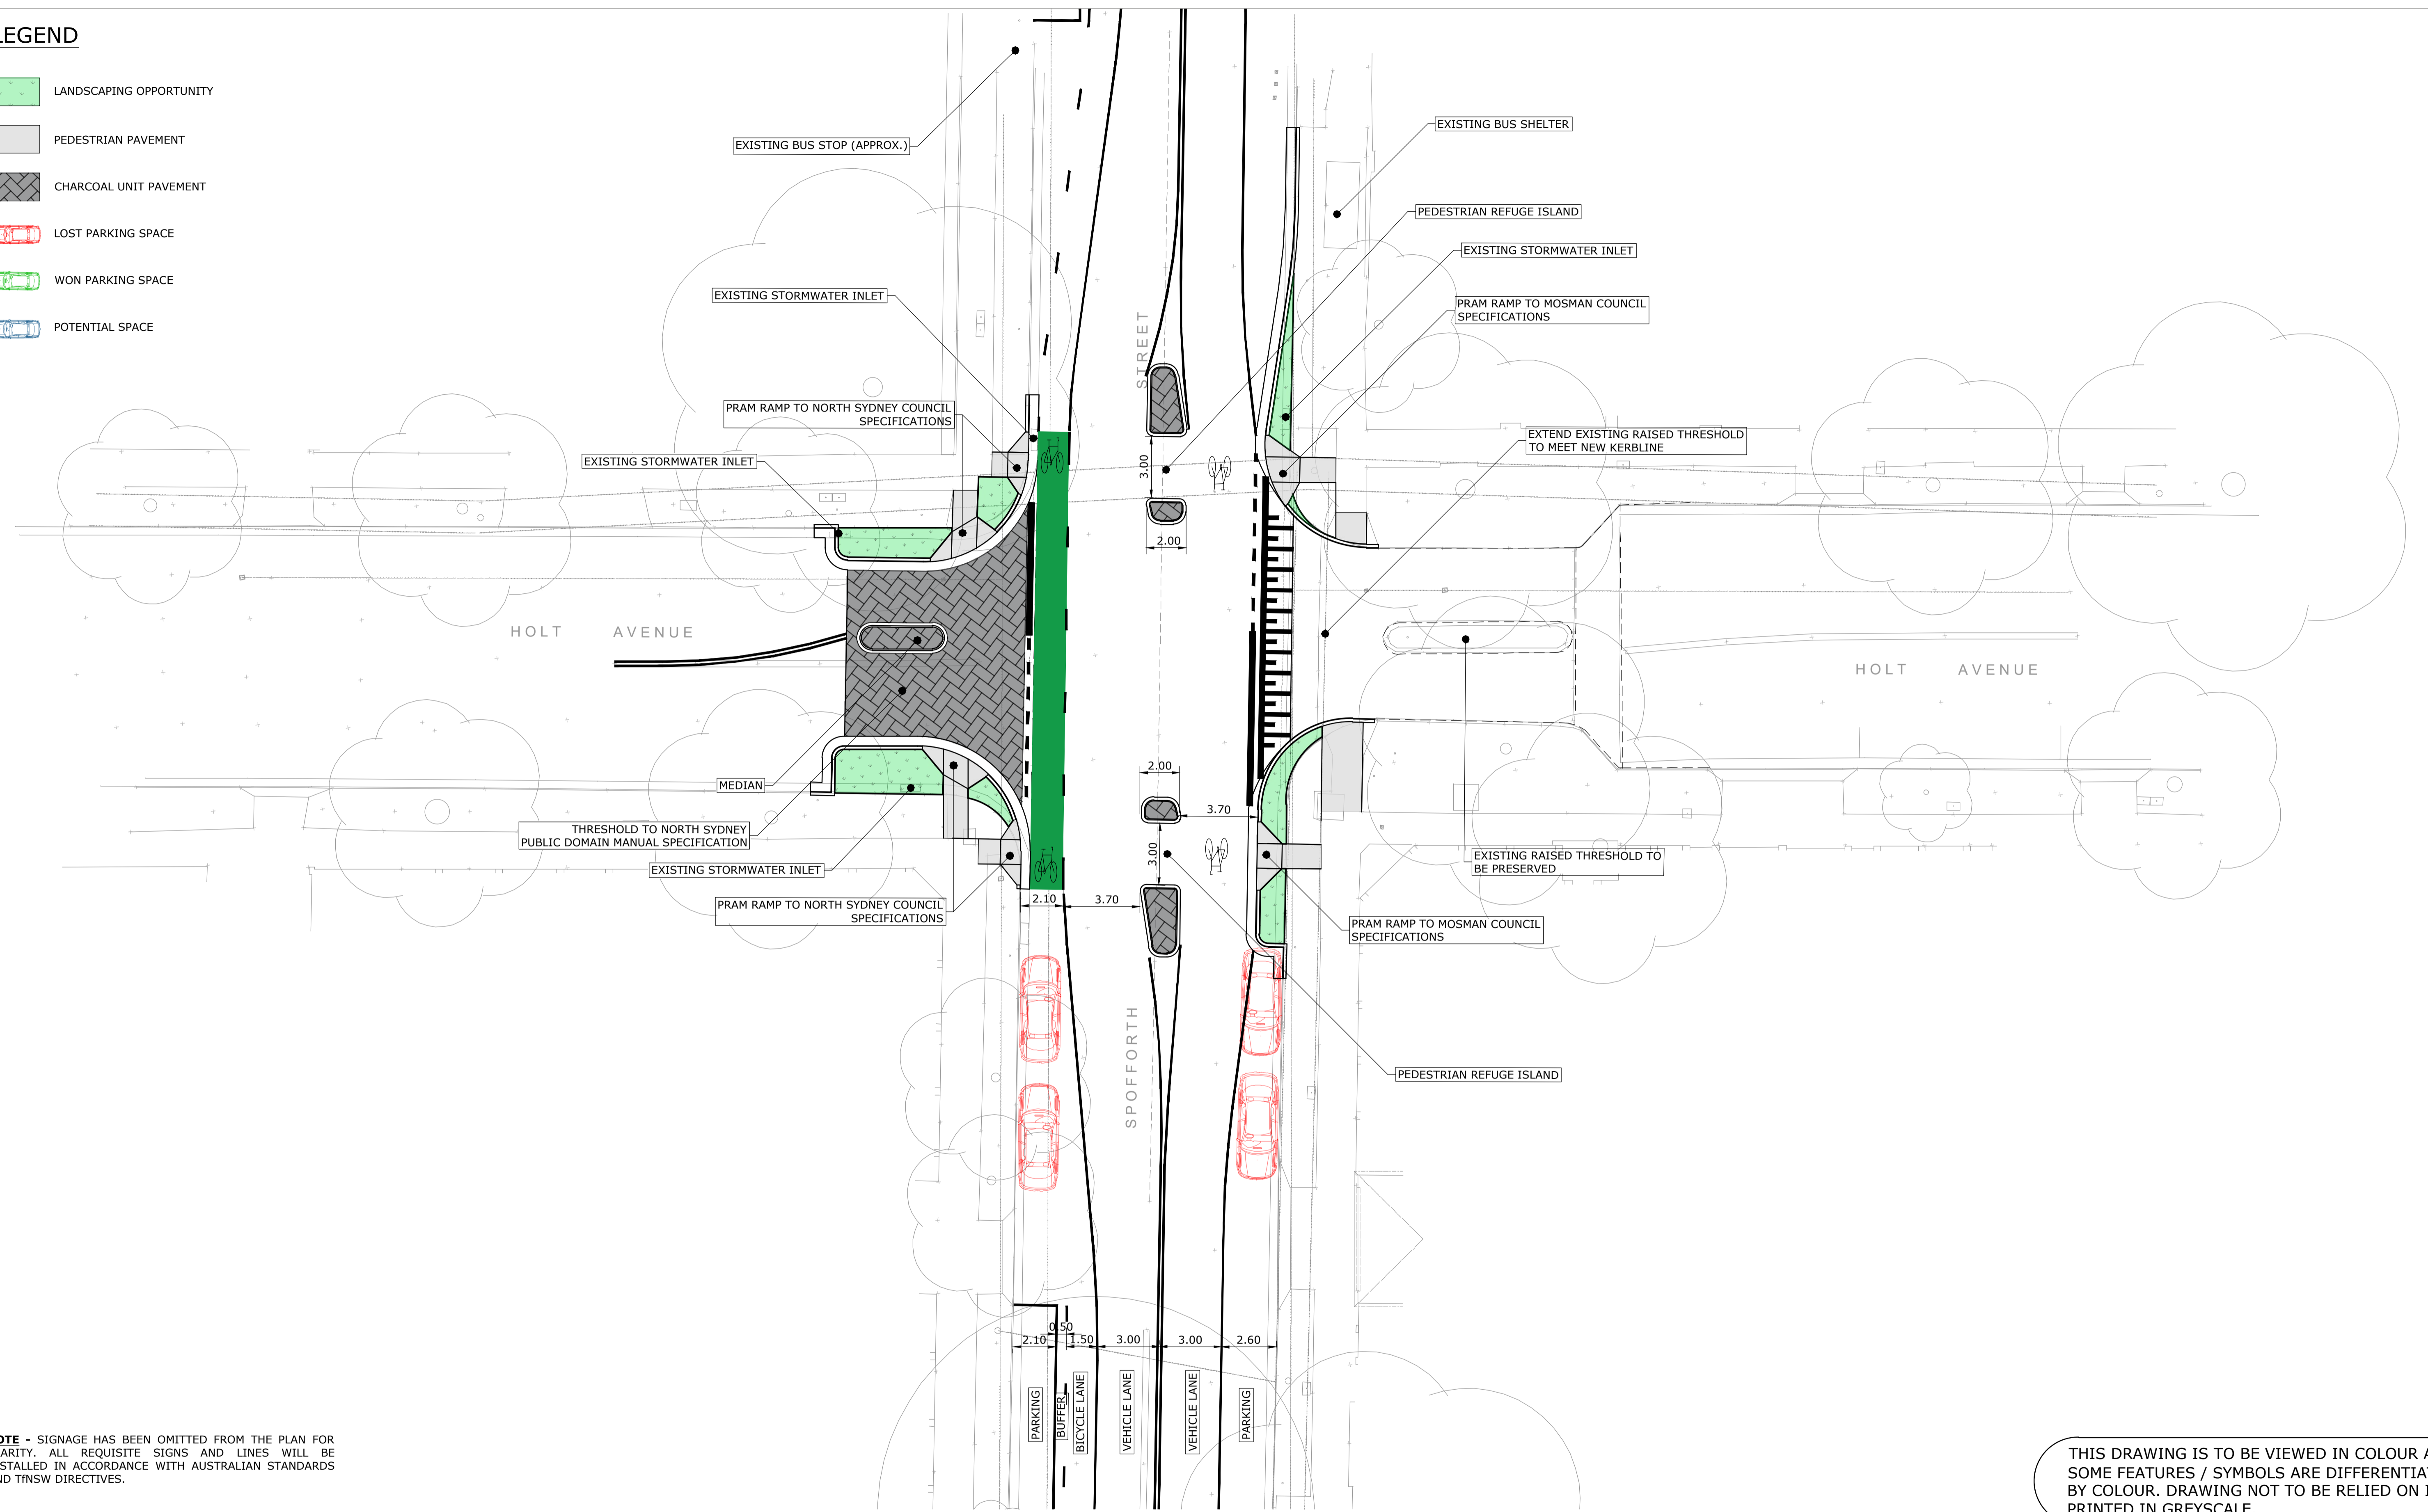 LEGEND
LANDSCAPING OPPORTUNITY
PEDESTRIAN PAVEMENT
CHARCOAL UNIT PAVEMENT
LOST PARKING SPACE
WON PARKING SPACE
POTENTIAL SPACE
EXISTING BUS STOP (APPROX.)
EXISTING BUS SHELTER
PEDESTRIAN REFUGE ISLAND
EXISTING STORMWATER INLET
EXISTING STORMWATER INLET
PRAM RAMP TO MOSMAN COUNCIL
SPECIFICATIONS
STREET
PRAM RAMP TO NORTH SYDNEY COUNCIL
SPECIFICATIONS
EXISTING STORMWATER INLET
EXTEND EXISTING RAISED THRESHOLD
TO MEET NEW KERBLINE
3.00
2.00
HOLT AVENUE
HOLT AVENUE
MEDIAN
2.00
3.70
3.00
THRESHOLD TO NORTH SYDNEY
PUBLIC DOMAIN MANUAL SPECIFICATION
EXISTING STORMWATER INLET
EXISTING RAISED THRESHOLD TO
BE PRESERVED
PRAM RAMP TO NORTH SYDNEY COUNCIL
SPECIFICATIONS
2.10
3.70
PRAM RAMP TO MOSMAN COUNCIL
SPECIFICATIONS
SPOFFORTH
PEDESTRIAN REFUGE ISLAND
0.50
2.10
1.50
3.00
3.00
2.60
PARKING
BUFFER
BICYCLE LANE
VEHICLE LANE
VEHICLE LANE
PARKING
OTE - SIGNAGE HAS BEEN OMITTED FROM THE PLAN FOR
ARITY. ALL REQUISITE SIGNS AND LINES WILL BE
STALLED IN ACCORDANCE WITH AUSTRALIAN STANDARDS
ND TfNSW DIRECTIVES.
THIS DRAWING IS TO BE VIEWED IN COLOUR A
SOME FEATURES / SYMBOLS ARE DIFFERENTIA
BY COLOUR. DRAWING NOT TO BE RELIED ON I
PRINTED IN GREYSCALE